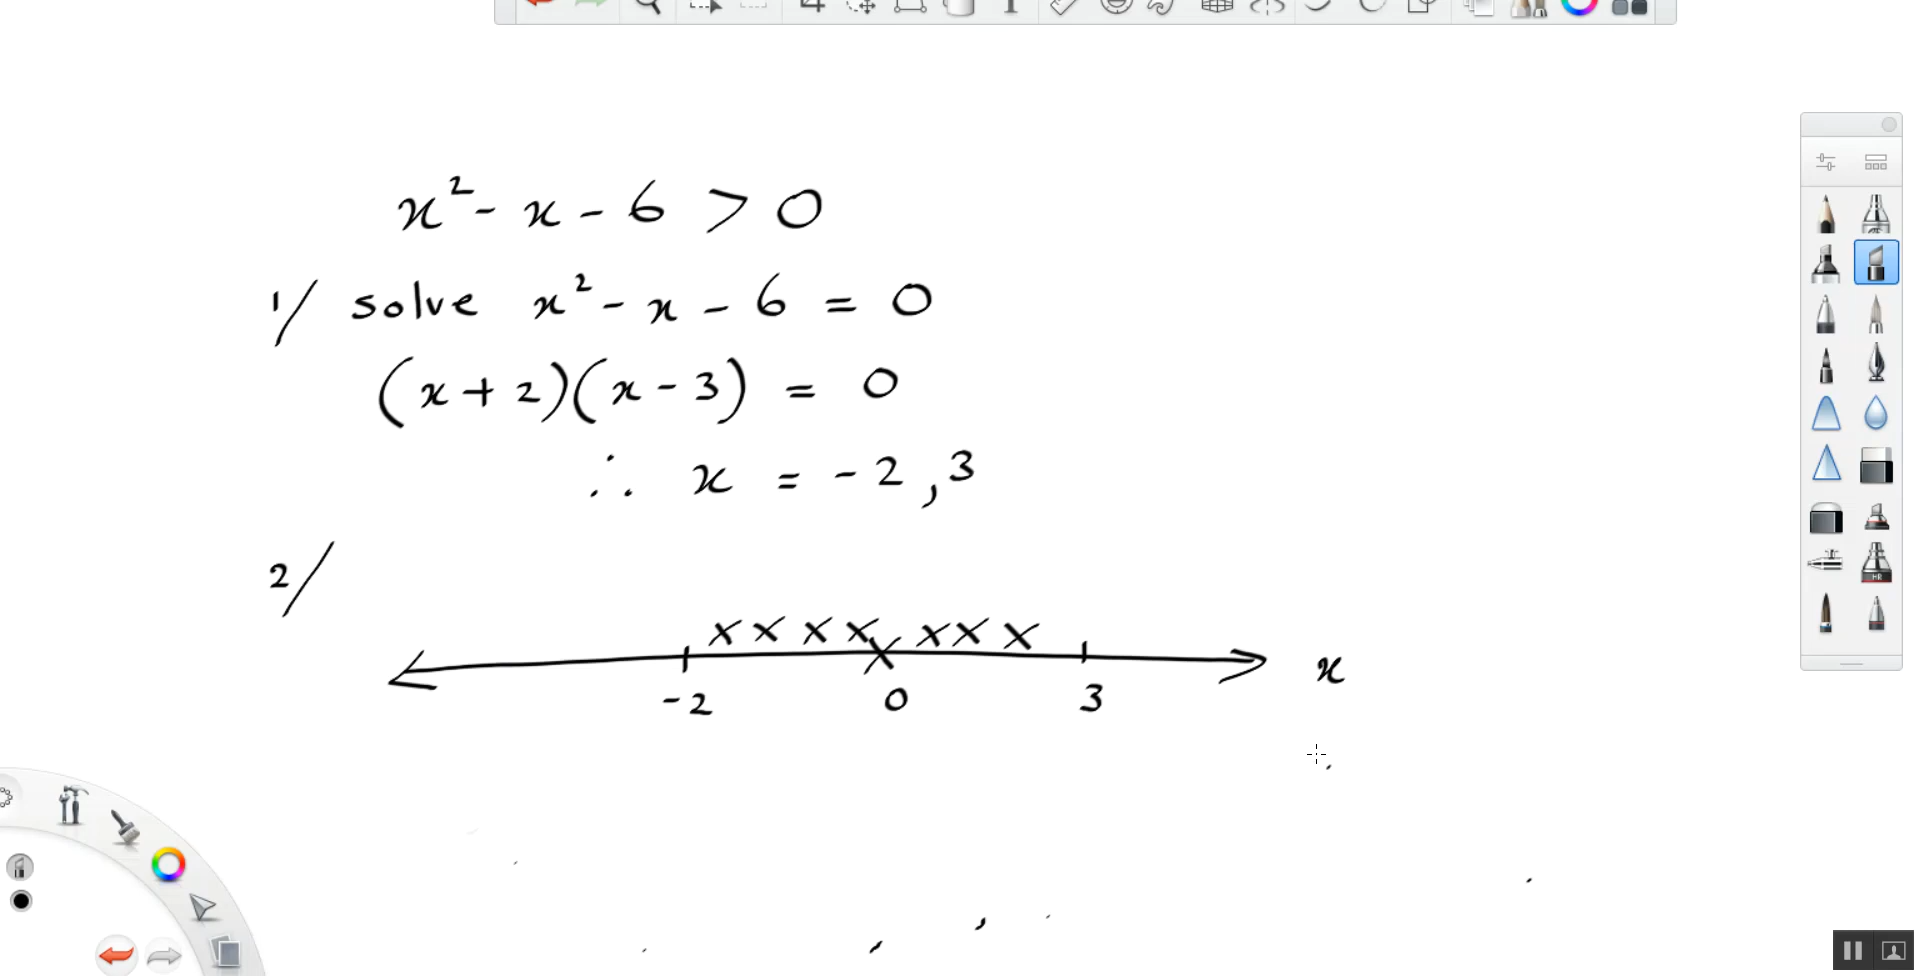 x² - x - 6 > 0
1/ solve x² - x - 6 = 0
(x + 2)(x - 3) = 0
∴ x = -2, 3
2/
x x x x x x x x
-2 0 3 x